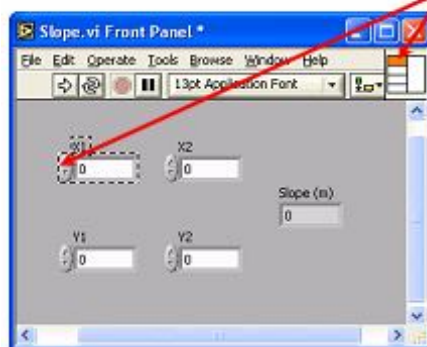 Slope.vi Front Panel *
File Edit Operate Tools Browse Window Help
13pt Application Font
X1 X2
0 0
Slope (m)
0
Y1 Y2
0 0